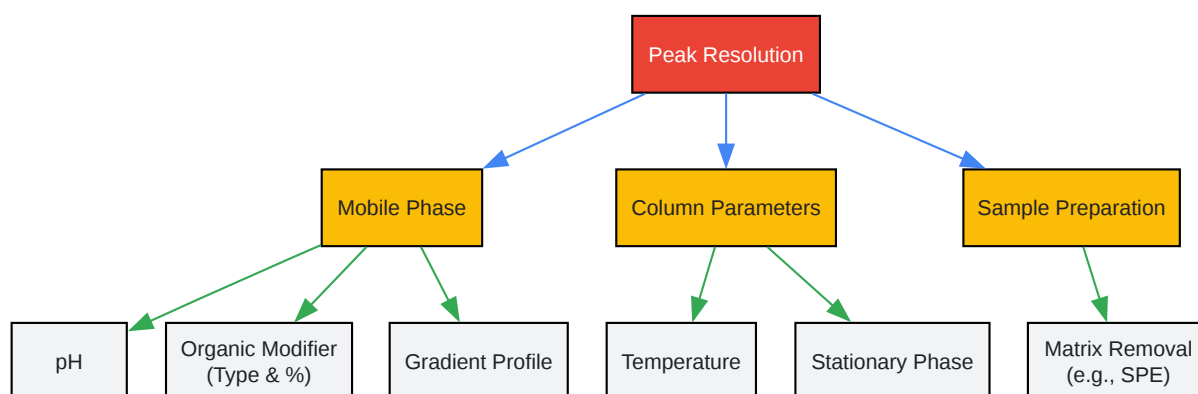 Peak Resolution
Mobile Phase
Column Parameters
Sample Preparation
pH
Organic Modifier
(Type & %)
Gradient Profile
Temperature
Stationary Phase
Matrix Removal
(e.g., SPE)